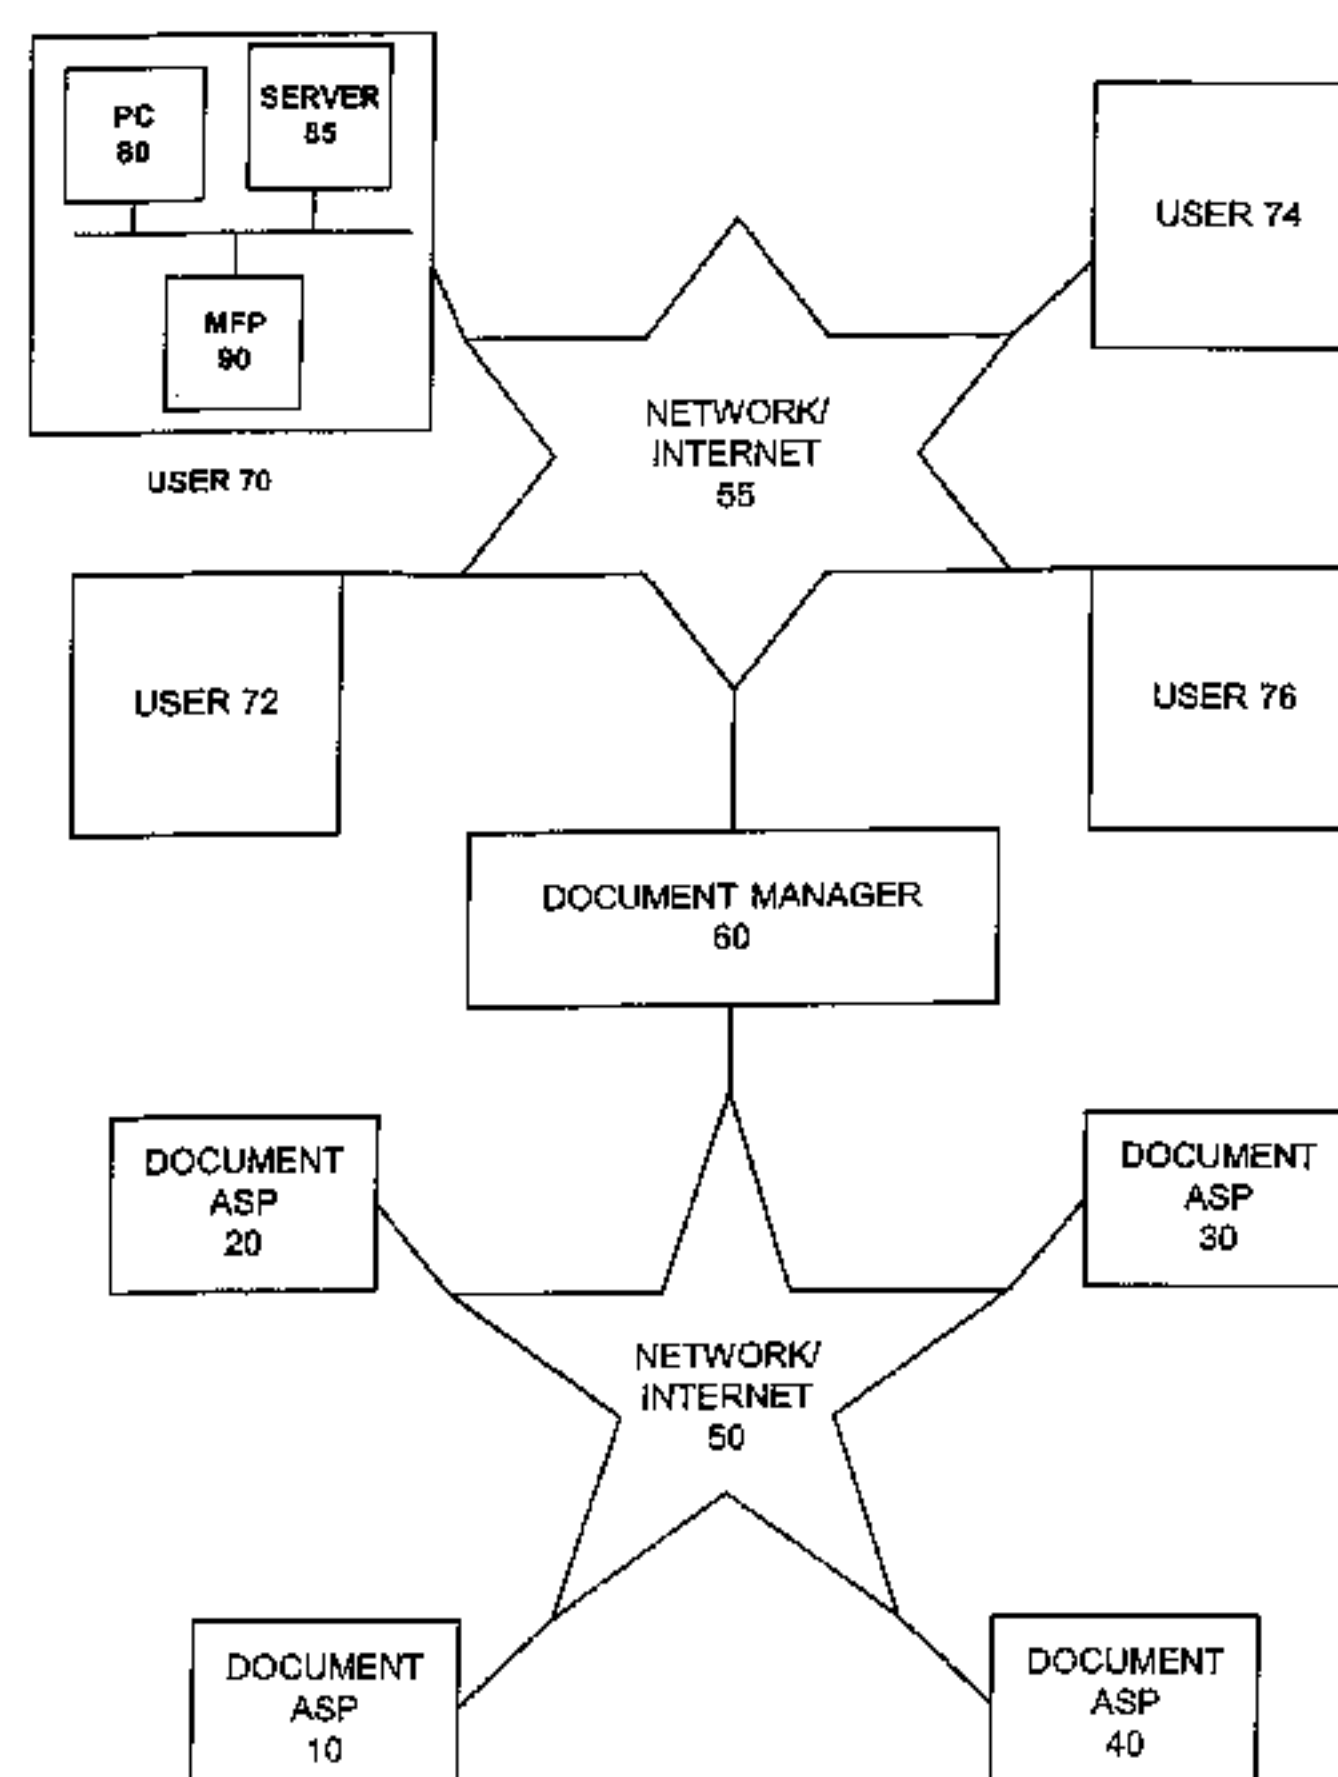 PC
80
SERVER
85
MFP
90
USER 70
USER 74
NETWORK/
INTERNET
55
USER 72
USER 76
DOCUMENT MANAGER
60
DOCUMENT
ASP
20
DOCUMENT
ASP
30
NETWORK/
INTERNET
50
DOCUMENT
ASP
10
DOCUMENT
ASP
40